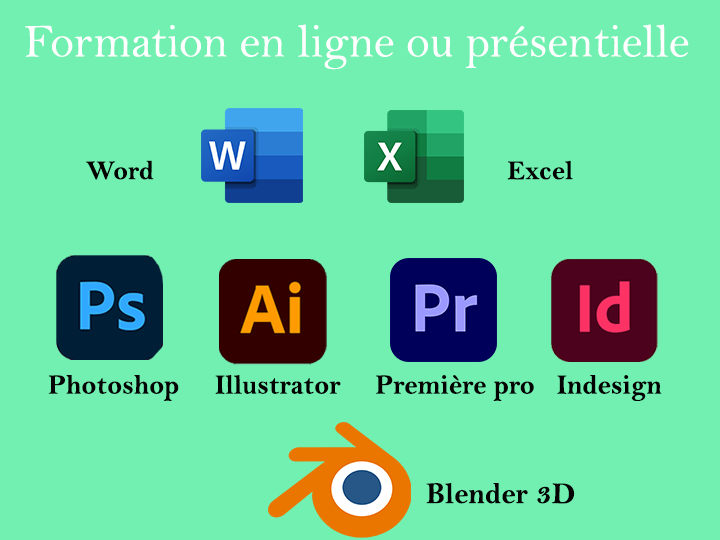 Formation en ligne ou présentielle
Word W X Excel
Ps Ai Pr Id
Photoshop Illustrator Première pro Indesign
Blender 3D